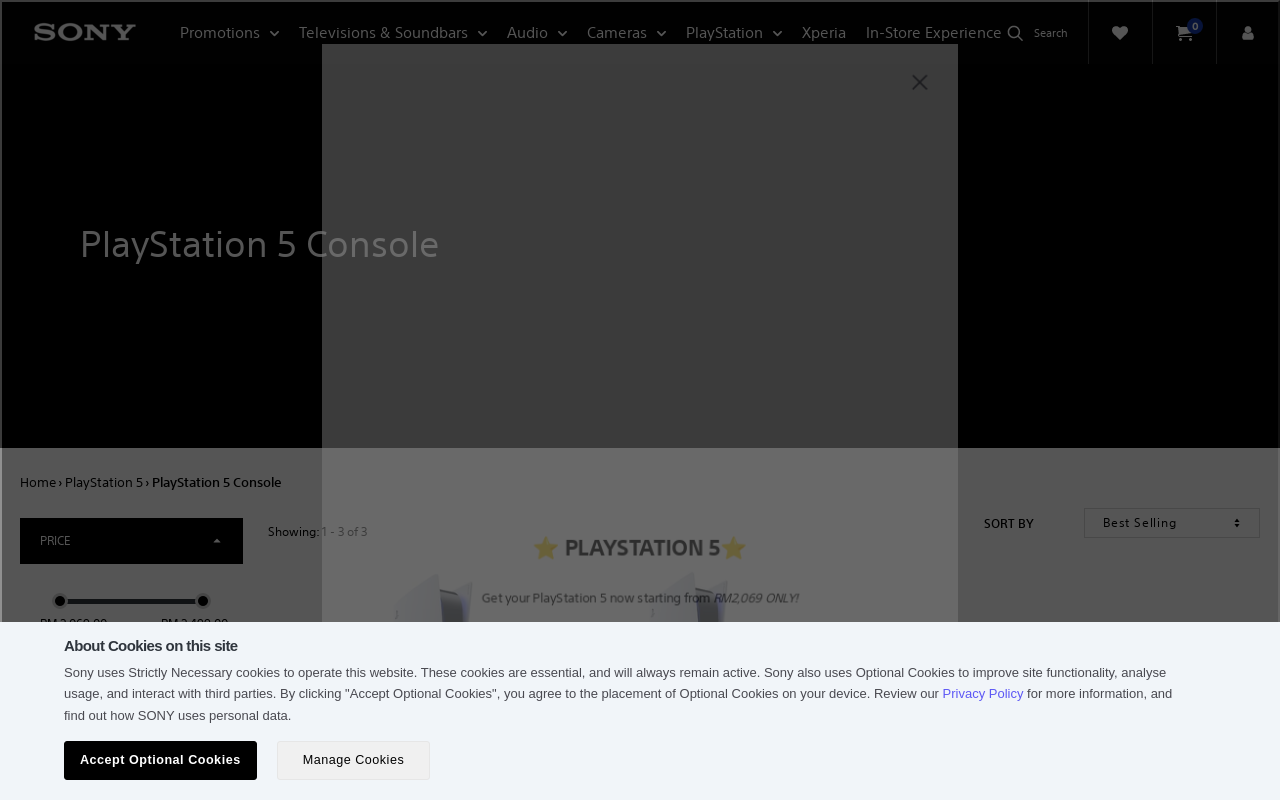 SONY
Promotions
Televisions & Soundbars
Audio
Cameras
PlayStation
Xperia
In-Store Experience
Search
0
PlayStation 5 Console
Home › PlayStation 5 › PlayStation 5 Console
PRICE
Showing: 1 - 3 of 3
SORT BY
Best Selling
⭐ PLAYSTATION 5⭐
Get your PlayStation 5 now starting from RM2,069 ONLY!
About Cookies on this site
Sony uses Strictly Necessary cookies to operate this website. These cookies are essential, and will always remain active. Sony also uses Optional Cookies to improve site functionality, analyse
usage, and interact with third parties. By clicking "Accept Optional Cookies", you agree to the placement of Optional Cookies on your device. Review our Privacy Policy for more information, and
find out how SONY uses personal data.
Accept Optional Cookies
Manage Cookies